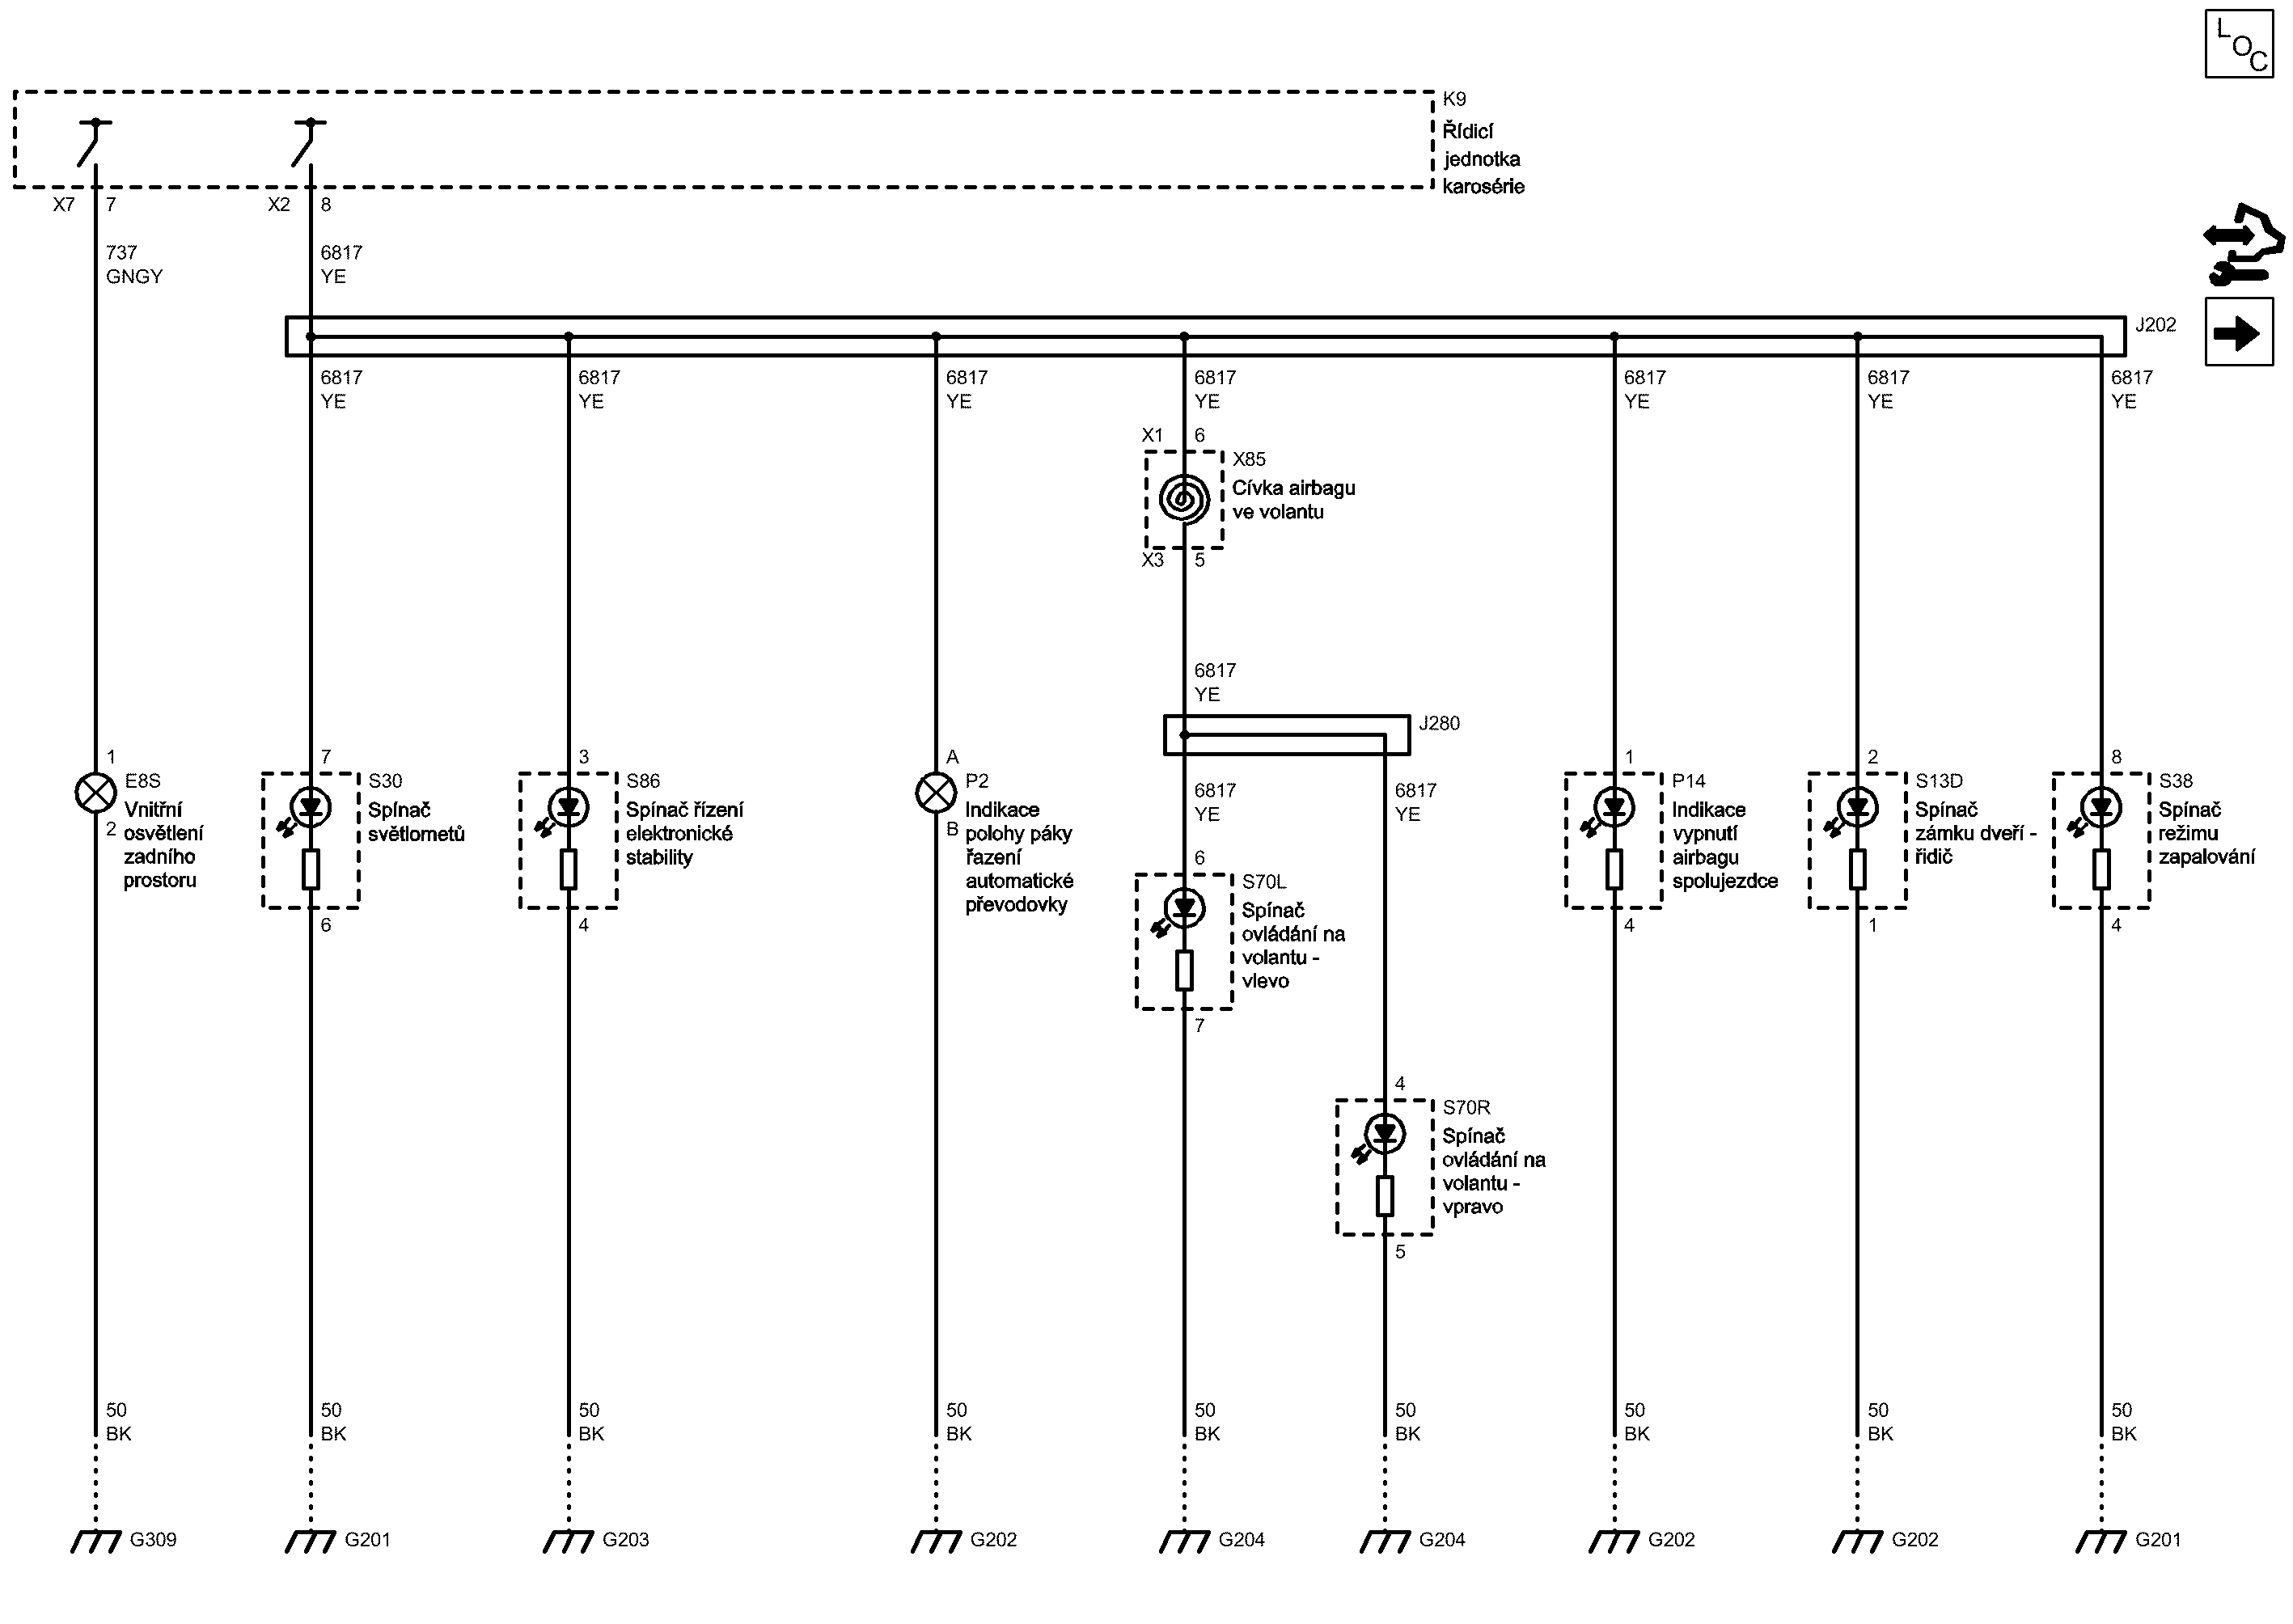 LOC
K9
Řídicí
jednotka
karosérie
X7 7
X2 8
737
GNGY
6817
YE
J202
6817
YE
6817
YE
6817
YE
6817
YE
6817
YE
6817
YE
6817
YE
X1 6
X85
Cívka airbagu
ve volantu
X3 5
6817
YE
J280
6817
YE
6817
YE
1
E8S
2
Vnitřní
osvětlení
zadního
prostoru
7
S30
Spínač
světlometů
6
3
S86
Spínač řízení
elektronické
stability
4
A
P2
B
Indikace
polohy páky
řazení
automatické
převodovky
6
S70L
Spínač
ovládání na
volantu -
vlevo
7
4
S70R
Spínač
ovládání na
volantu -
vpravo
5
1
P14
Indikace
vypnutí
airbagu
spolujezdce
4
2
S13D
Spínač
zámku dveří -
řidič
1
8
S38
Spínač
režimu
zapalování
4
50
BK
50
BK
50
BK
50
BK
50
BK
50
BK
50
BK
50
BK
50
BK
G309
G201
G203
G202
G204
G204
G202
G202
G201